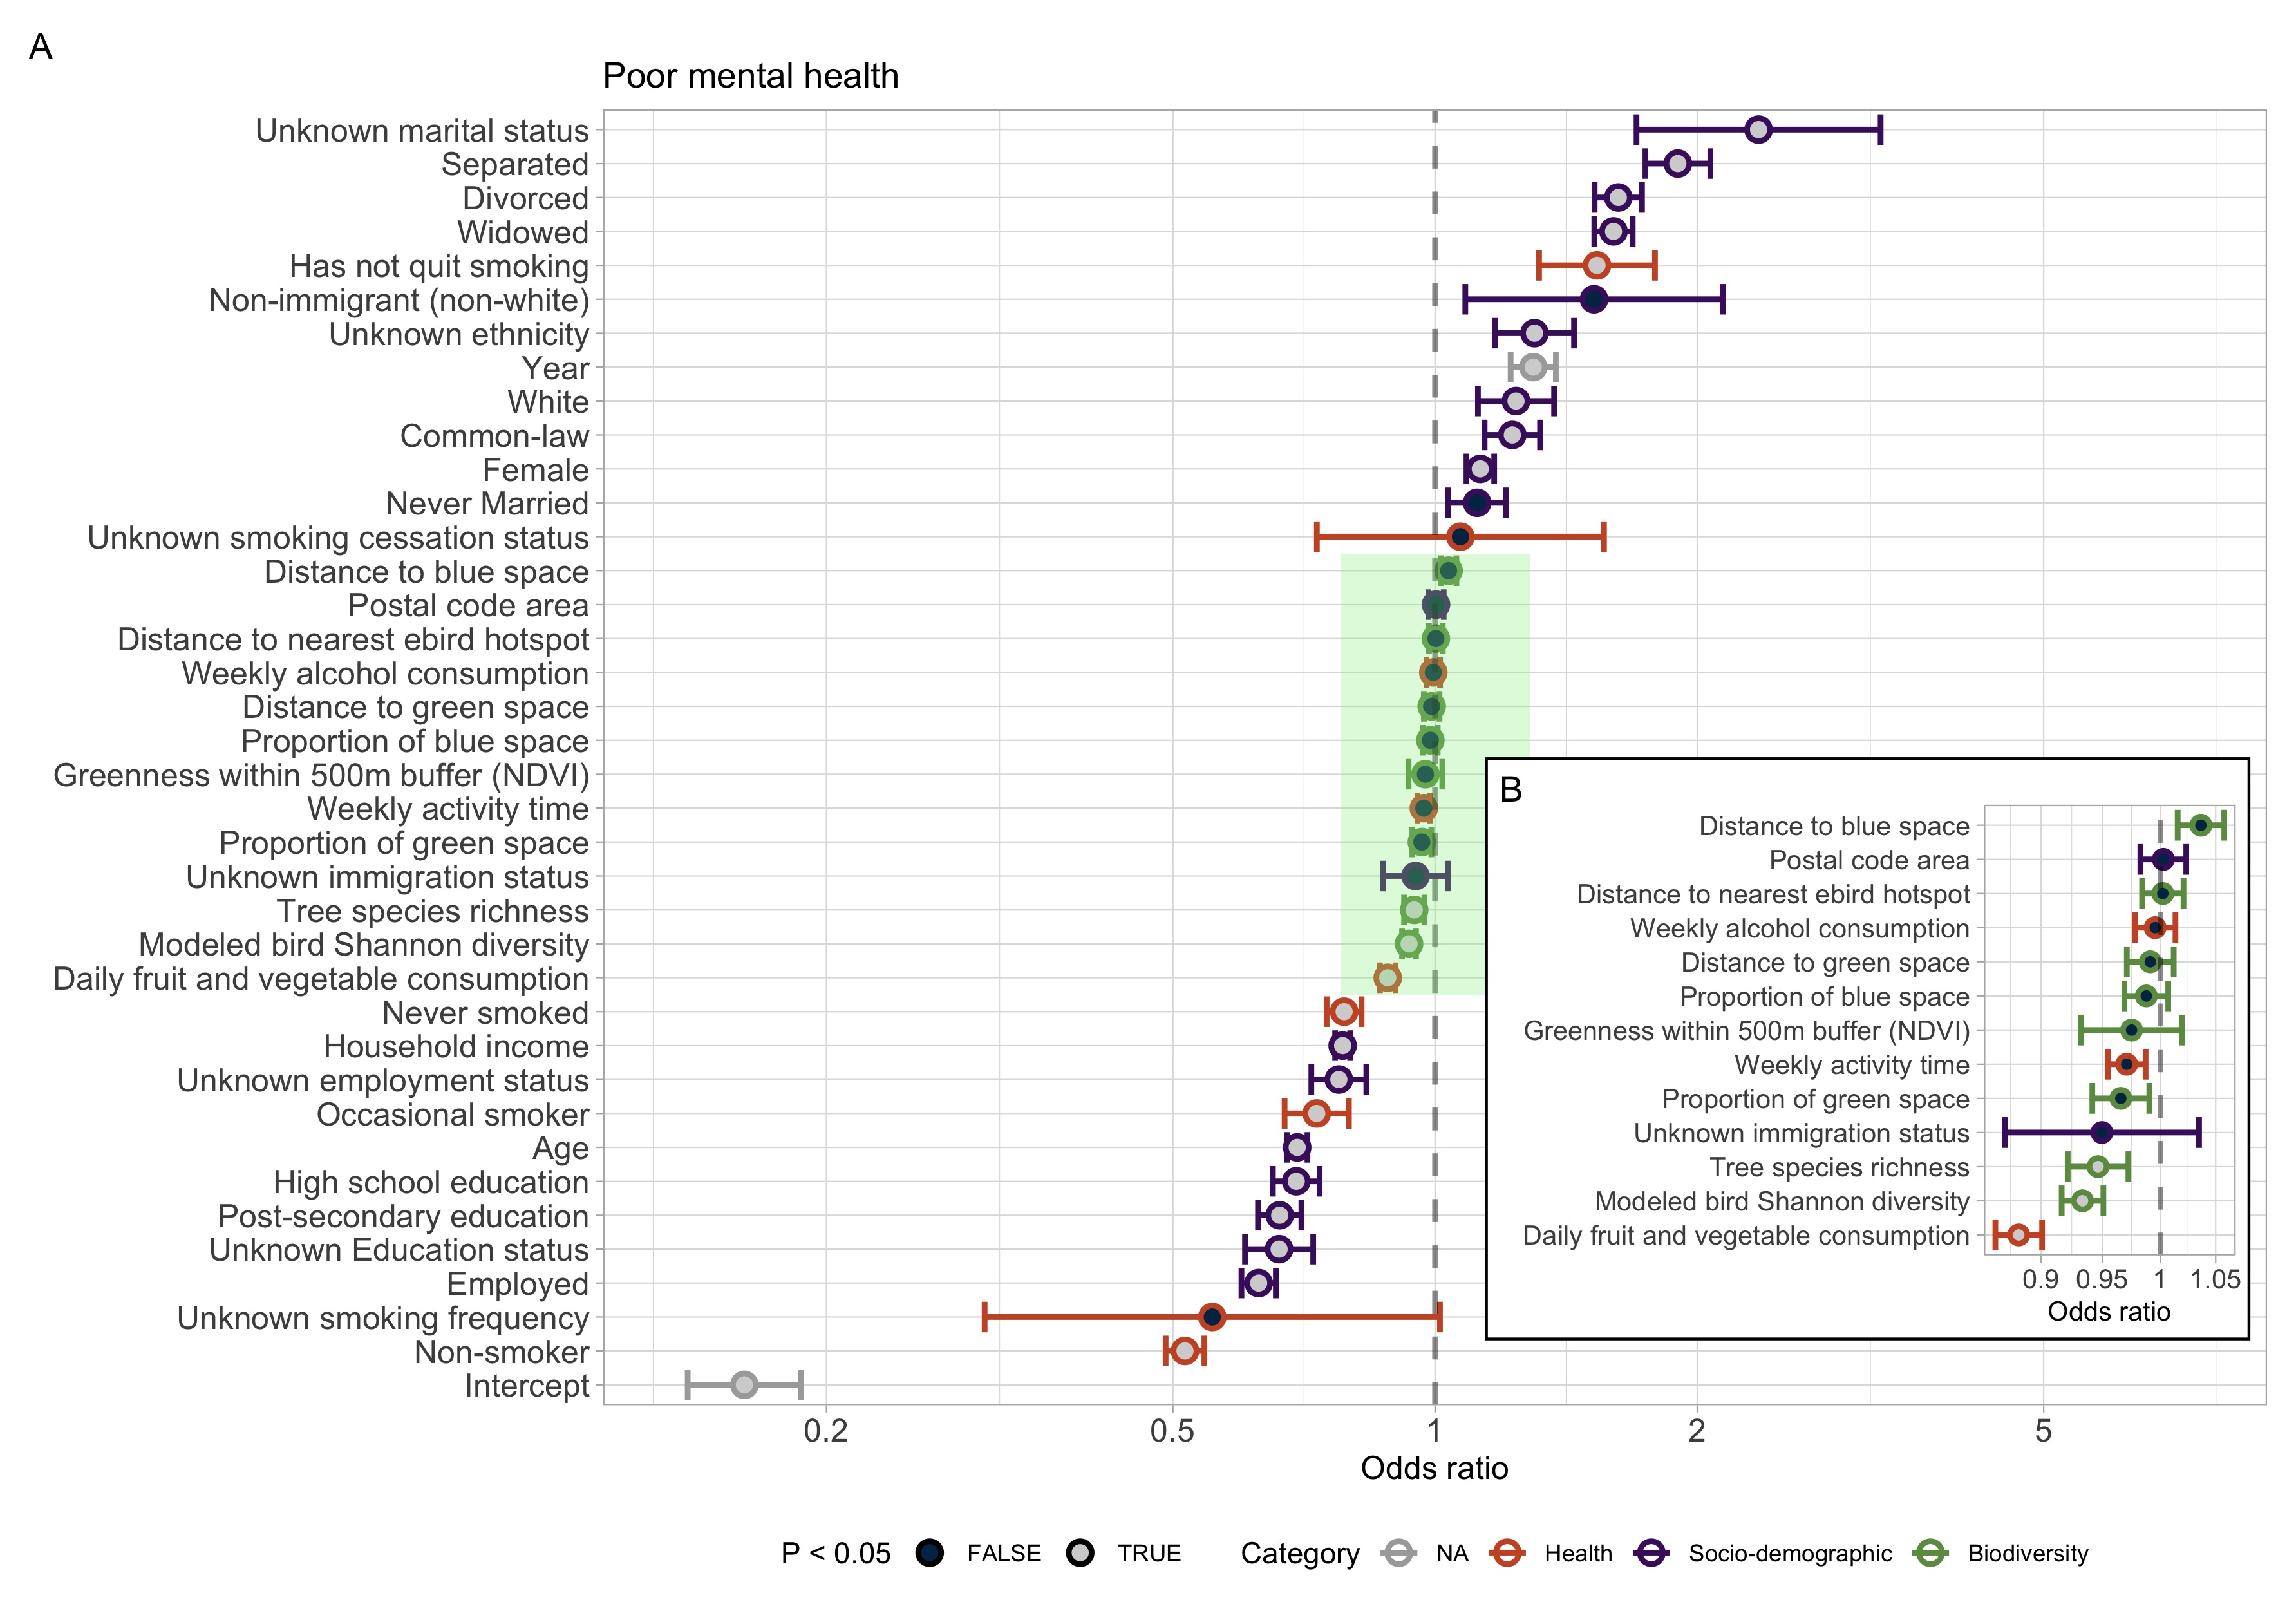 A
Poor mental health
Unknown marital status
Separated
Divorced
Widowed
Has not quit smoking
Non-immigrant (non-white)
Unknown ethnicity
Year
White
Common-law
Female
Never Married
Unknown smoking cessation status
Distance to blue space
Postal code area
Distance to nearest ebird hotspot
Weekly alcohol consumption
Distance to green space
Proportion of blue space
Greenness within 500m buffer (NDVI)
Weekly activity time
Proportion of green space
Unknown immigration status
Tree species richness
Modeled bird Shannon diversity
Daily fruit and vegetable consumption
Never smoked
Household income
Unknown employment status
Occasional smoker
Age
High school education
Post-secondary education
Unknown Education status
Employed
Unknown smoking frequency
Non-smoker
Intercept
0.2 0.5 1 2 5
Odds ratio
B
Distance to blue space
Postal code area
Distance to nearest ebird hotspot
Weekly alcohol consumption
Distance to green space
Proportion of blue space
Greenness within 500m buffer (NDVI)
Weekly activity time
Proportion of green space
Unknown immigration status
Tree species richness
Modeled bird Shannon diversity
Daily fruit and vegetable consumption
0.9 0.95 1 1.05
Odds ratio
P < 0.05 FALSE TRUE Category NA Health Socio-demographic Biodiversity